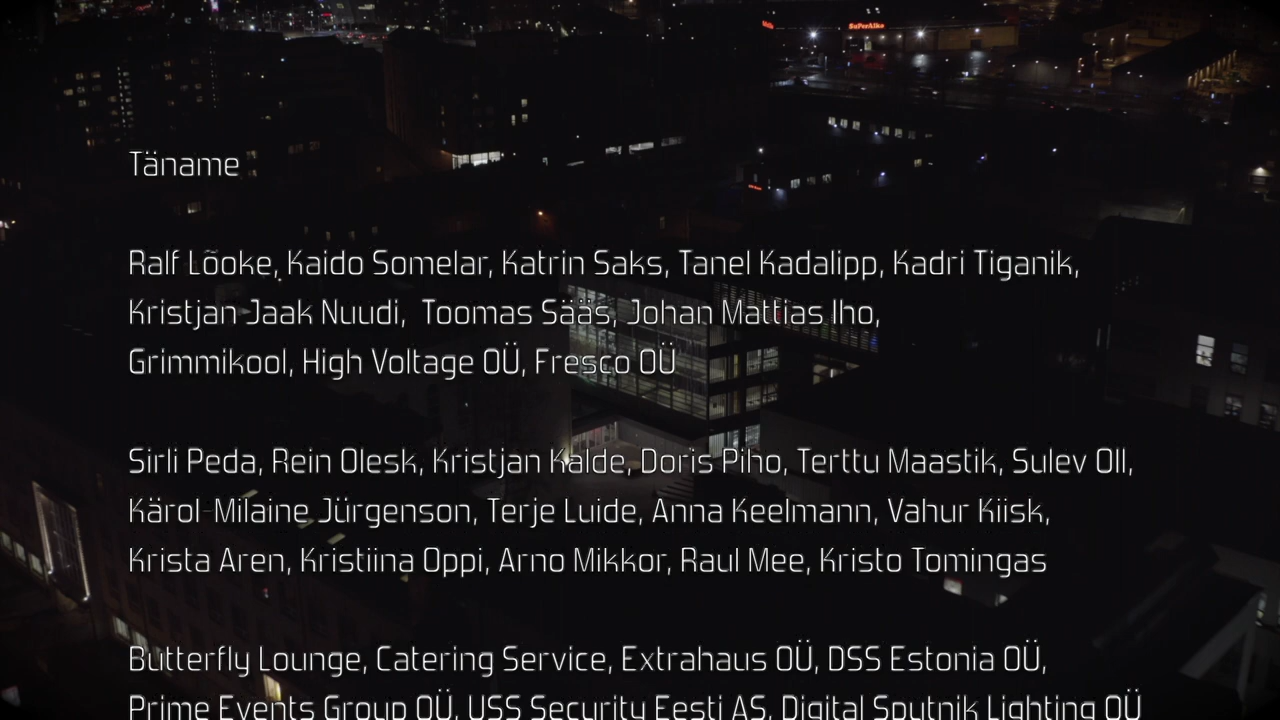 SuPerAlko
Täname
Ralf Lõoke, Kaido Somelar, Katrin Saks, Tanel Kadalipp, Kadri Tiganik,
Kristjan Jaak Nuudi, Toomas Sääs, Johan Mattias Iho,
Grimmikool, High Voltage OÜ, Fresco OÜ
Sirli Peda, Rein Olesk, Kristjan Kalde, Doris Piho, Terttu Maastik, Sulev Oll,
Kärol-Milaine Jürgenson, Terje Luide, Anna Keelmann, Vahur Kiisk,
Krista Aren, Kristiina Oppi, Arno Mikkor, Raul Mee, Kristo Tomingas
Butterfly Lounge, Catering Service, Extrahaus OÜ, DSS Estonia OÜ,
Prime Events Group OÜ, USS Security Eesti AS, Digital Sputnik Lighting OÜ